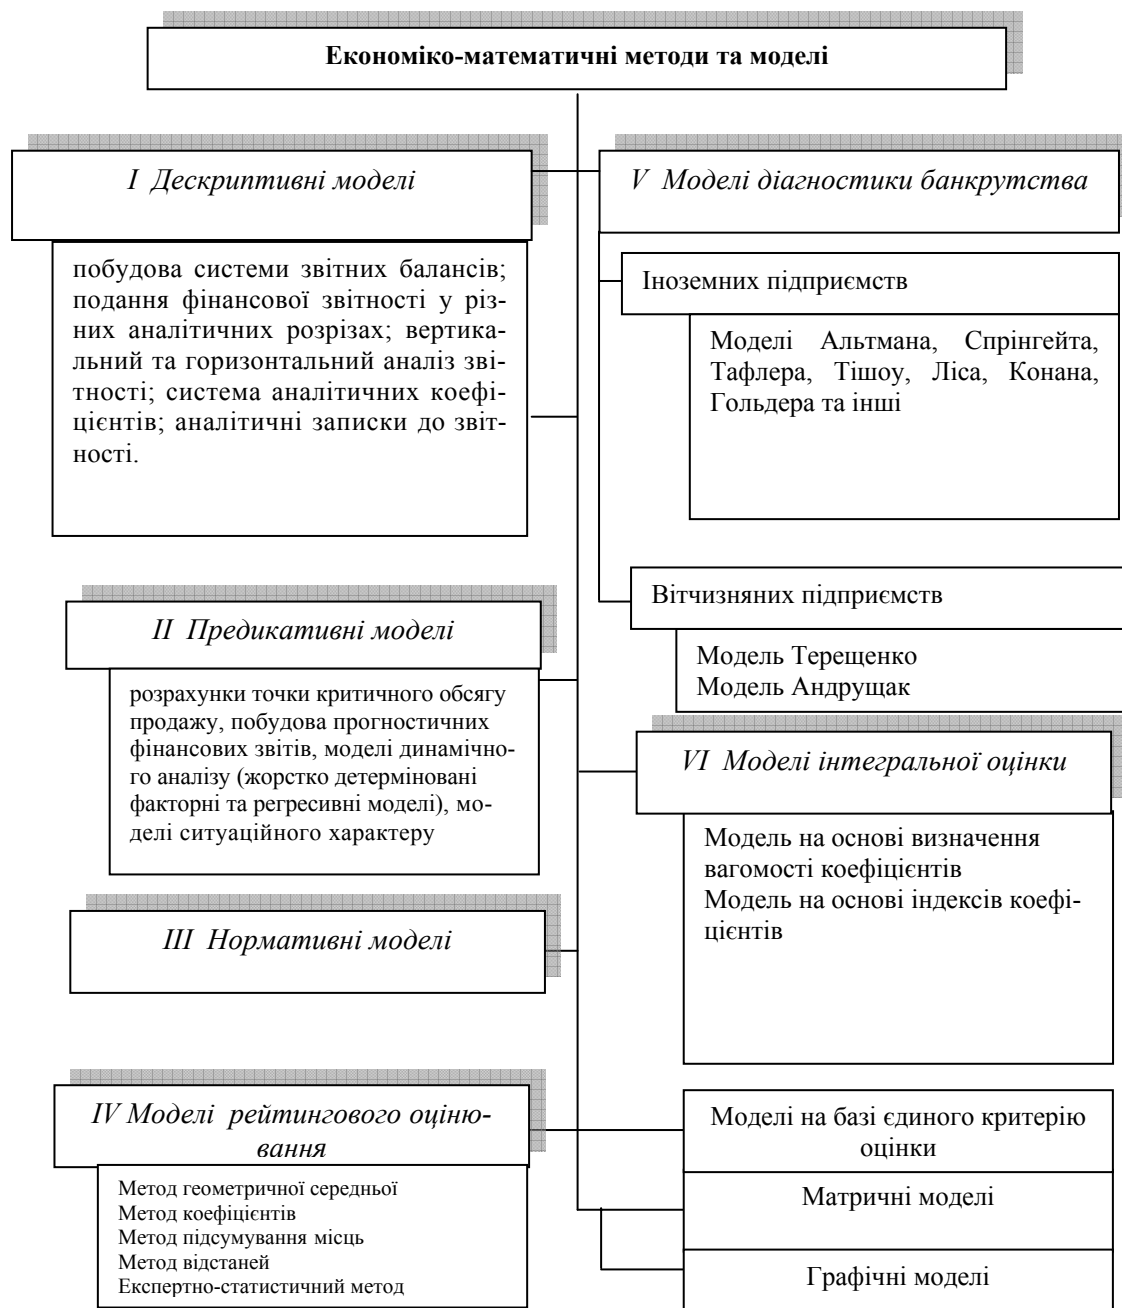 Економіко-математичні методи та моделі
I Дескриптивні моделі
побудова системи звітних балансів;
подання фінансової звітності у різ-
них аналітичних розрізах; вертика-
льний та горизонтальний аналіз зві-
тності; система аналітичних коефі-
цієнтів; аналітичні записки до звіт-
ності.
II Предикативні моделі
розрахунки точки критичного обсягу
продажу, побудова прогностичних
фінансових звітів, моделі динамічно-
го аналізу (жорстко детерміновані
факторні та регресивні моделі), мо-
делі ситуаційного характеру
III Нормативні моделі
IV Моделі рейтингового оціню-
вання
Метод геометричної середньої
Метод коефіцієнтів
Метод підсумування місць
Метод відстаней
Експертно-статистичний метод
V Моделі діагностики банкрутства
Іноземних підприємств
Моделі Альтмана, Спрінгейта,
Тафлера, Тішоу, Ліса, Конана,
Гольдера та інші
Вітчизняних підприємств
Модель Терещенко
Модель Андрущак
VI Моделі інтегральної оцінки
Модель на основі визначення
вагомості коефіцієнтів
Модель на основі індексів коефі-
цієнтів
Моделі на базі єдиного критерію
оцінки
Матричні моделі
Графічні моделі